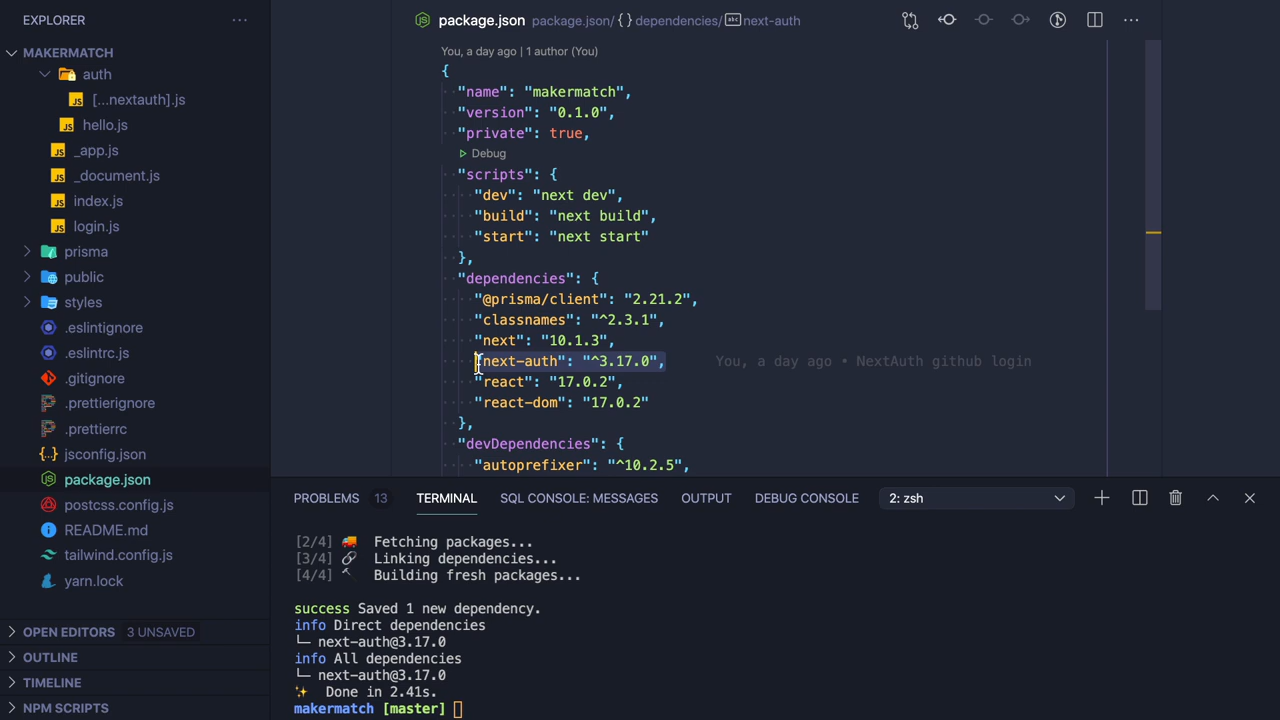 EXPLORER
MAKERMATCH
auth
[...nextauth].js
hello.js
_app.js
_document.js
index.js
login.js
prisma
public
styles
.eslintignore
.eslintrc.js
.gitignore
.prettierignore
.prettierrc
jsconfig.json
package.json
postcss.config.js
README.md
tailwind.config.js
yarn.lock
OPEN EDITORS 3 UNSAVED
OUTLINE
TIMELINE
NPM SCRIPTS
package.json package.json/ {} dependencies/ abc next-auth
You, a day ago | 1 author (You)
{
"name": "makermatch",
"version": "0.1.0",
"private": true,
Debug
"scripts": {
"dev": "next dev",
"build": "next build",
"start": "next start"
},
"dependencies": {
"@prisma/client": "2.21.2",
"classnames": "^2.3.1",
"next": "10.1.3",
"next-auth": "^3.17.0", You, a day ago • NextAuth github login
"react": "17.0.2",
"react-dom": "17.0.2"
},
"devDependencies": {
"autoprefixer": "^10.2.5",
PROBLEMS 13 TERMINAL SQL CONSOLE: MESSAGES OUTPUT DEBUG CONSOLE 2: zsh
[2/4] 🚚 Fetching packages...
[3/4] 🔗 Linking dependencies...
[4/4] 🔨 Building fresh packages...
success Saved 1 new dependency.
info Direct dependencies
└─ next-auth@3.17.0
info All dependencies
└─ next-auth@3.17.0
✨ Done in 2.41s.
makermatch [master]